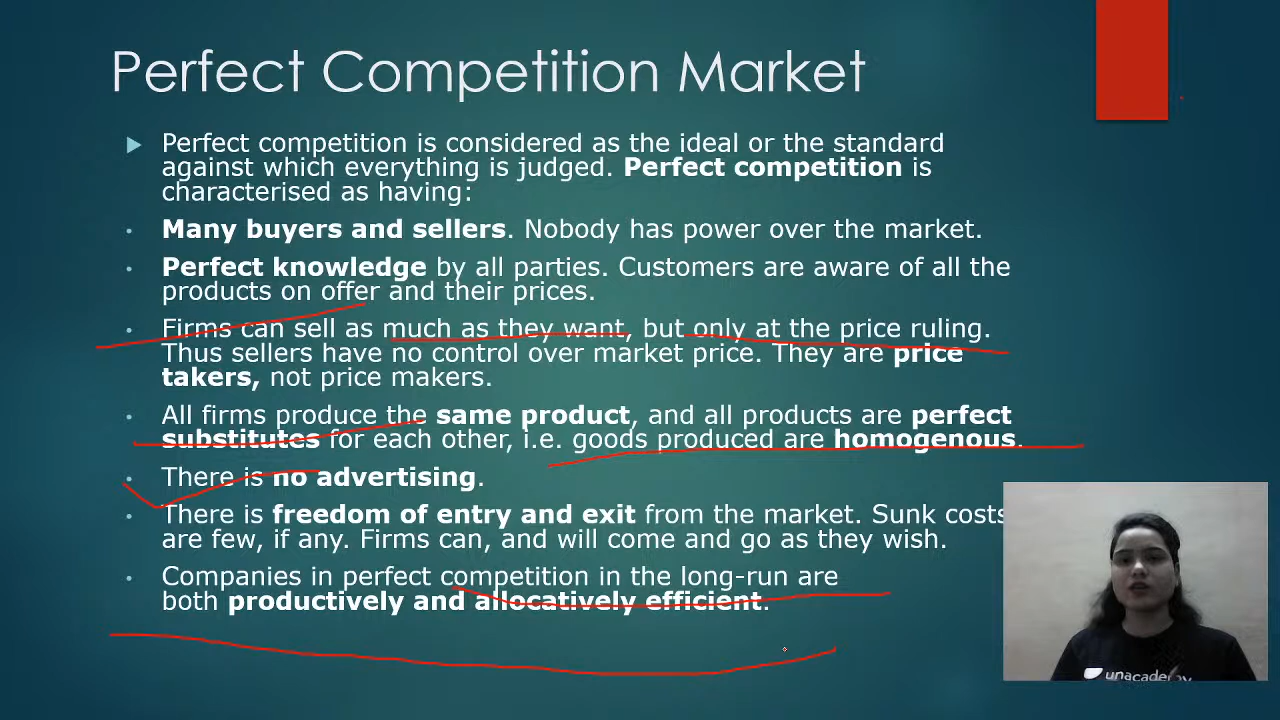 Perfect Competition Market
Perfect competition is considered as the ideal or the standard
against which everything is judged. Perfect competition is
characterised as having:
Many buyers and sellers. Nobody has power over the market.
Perfect knowledge by all parties. Customers are aware of all the
products on offer and their prices.
Firms can sell as much as they want, but only at the price ruling.
Thus sellers have no control over market price. They are price
takers, not price makers.
All firms produce the same product, and all products are perfect
substitutes for each other, i.e. goods produced are homogenous.
There is no advertising.
There is freedom of entry and exit from the market. Sunk costs
are few, if any. Firms can, and will come and go as they wish.
Companies in perfect competition in the long-run are
both productively and allocatively efficient.
unacademy